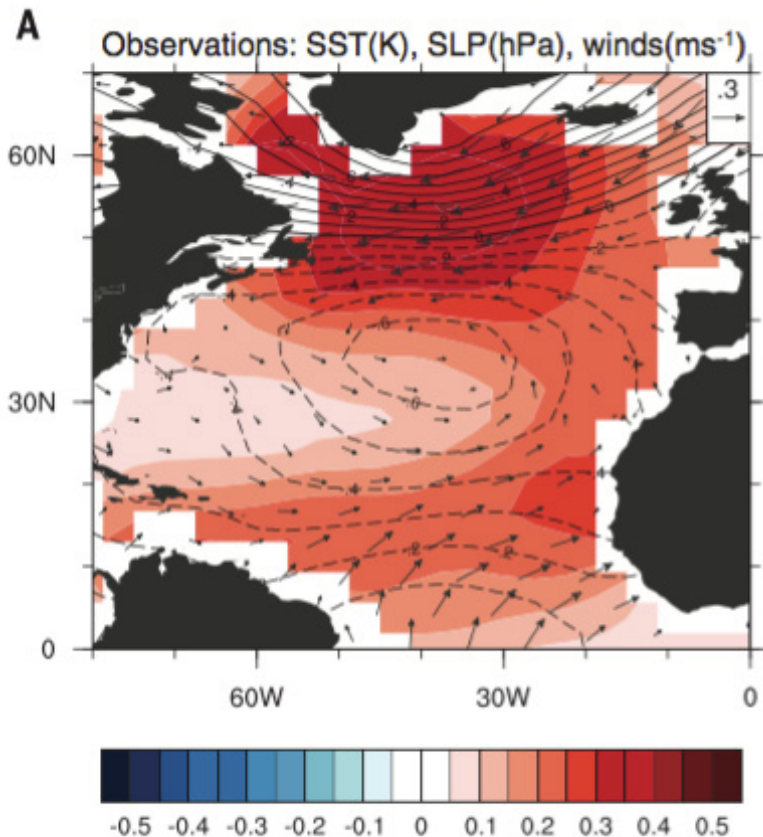 A
Observations: SST(K), SLP(hPa), winds(ms⁻¹)
.3
60N
30N
0
60W 30W 0
-0.5 -0.4 -0.3 -0.2 -0.1 0 0.1 0.2 0.3 0.4 0.5